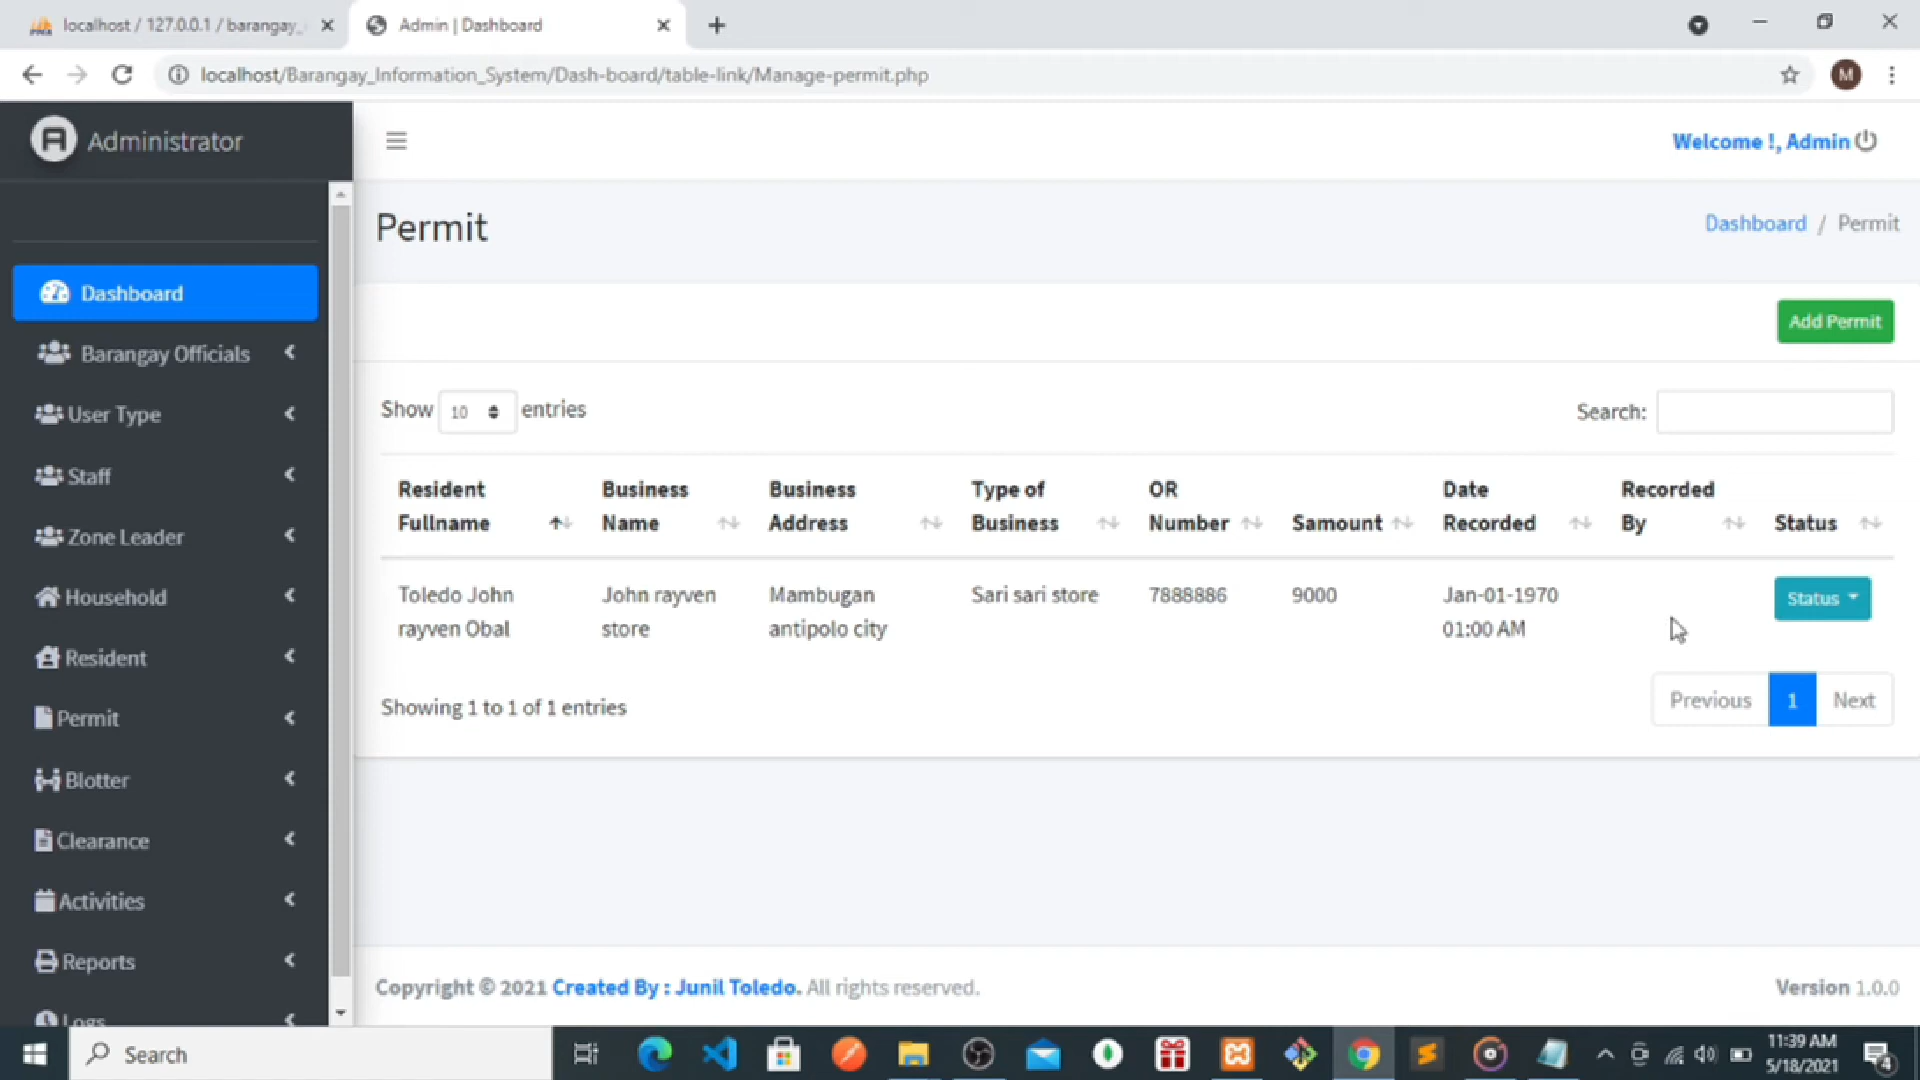 localhost / 127.0.0.1 / barangay_
Admin | Dashboard
localhost/Barangay_Information_System/Dash-board/table-link/Manage-permit.php
M
Administrator
Welcome !, Admin
Permit
Dashboard / Permit
Dashboard
Barangay Officials
User Type
Staff
Zone Leader
Household
Resident
Permit
Blotter
Clearance
Activities
Reports
Logs
Add Permit
Show 10 entries
Search:
Resident Fullname
Business Name
Business Address
Type of Business
OR Number
Samount
Date Recorded
Recorded By
Status
Toledo John rayven Obal
John rayven store
Mambugan antipolo city
Sari sari store
7888886
9000
Jan-01-1970 01:00 AM
Status
Showing 1 to 1 of 1 entries
Previous 1 Next
Copyright © 2021 Created By : Junil Toledo. All rights reserved.
Version 1.0.0
Search
11:39 AM
5/18/2021
4